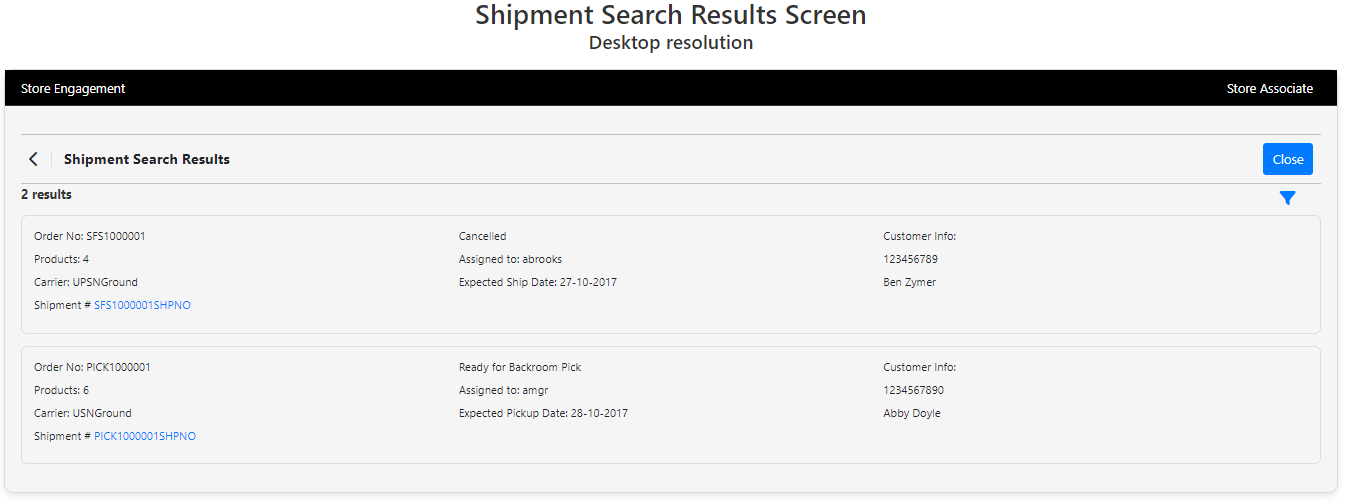 Shipment Search Results Screen
Desktop resolution
Store Engagement
Store Associate
Shipment Search Results
Close
2 results
Order No: SFS1000001
Products: 4
Carrier: UPSNGround
Shipment # SFS1000001SHPNO
Cancelled
Assigned to: abrooks
Expected Ship Date: 27-10-2017
Customer Info:
123456789
Ben Zymer
Order No: PICK1000001
Products: 6
Carrier: USNGround
Shipment # PICK1000001SHPNO
Ready for Backroom Pick
Assigned to: amgr
Expected Pickup Date: 28-10-2017
Customer Info:
1234567890
Abby Doyle